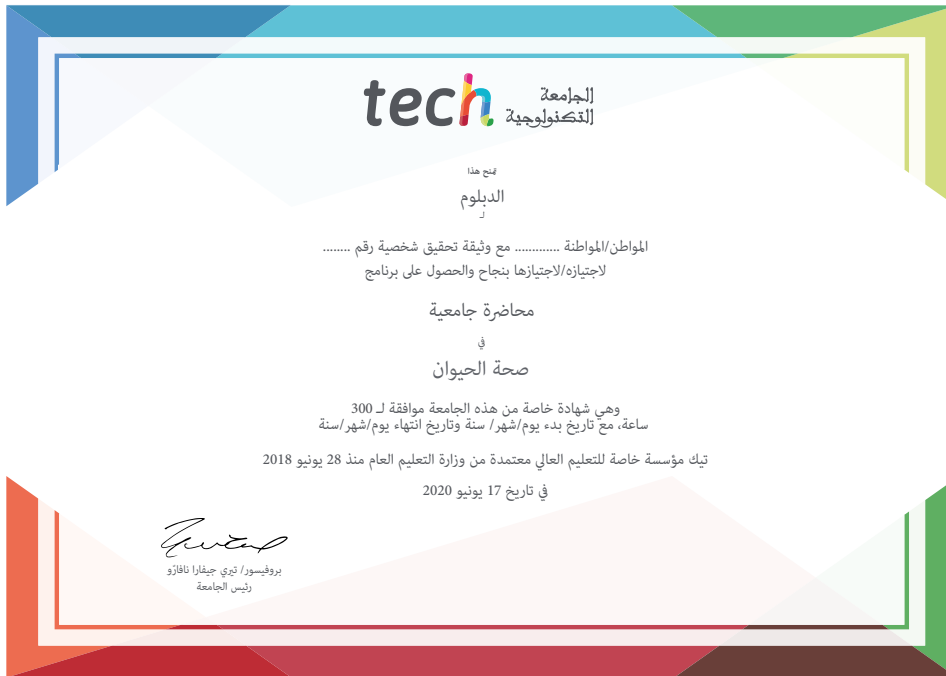 tech الجامعة
التكنولوجية
يمنح هذا
الدبلوم
لـ
المواطن/المواطنة ............. مع وثيقة تحقيق شخصية رقم ........
لاجتيازه/لاجتيازها بنجاح والحصول على برنامج
محاضرة جامعية
في
صحة الحيوان
وهي شهادة خاصة من هذه الجامعة موافقة لـ 300
ساعة، مع تاريخ بدء يوم/شهر/ سنة وتاريخ انتهاء يوم/شهر/سنة
تيك مؤسسة خاصة للتعليم العالي معتمدة من وزارة التعليم العام منذ 28 يونيو 2018
في تاريخ 17 يونيو 2020
بروفيسور/ تيري جيفارا نافارّو
رئيس الجامعة